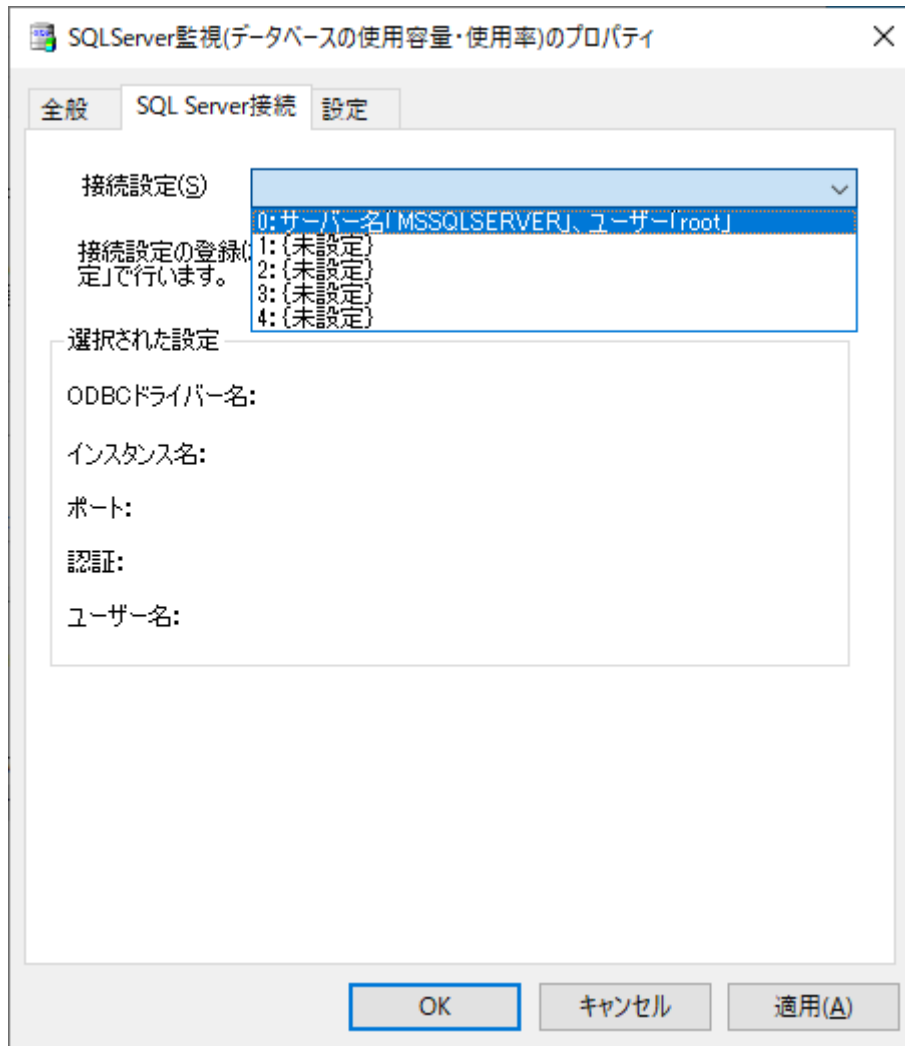 SQLServer監視(データベースの使用容量・使用率)のプロパティ
全般
SQL Server接続
設定
接続設定(S)
0:サーバー名「MSSQLSERVER」、ユーザー「root」
1:{未設定}
2:{未設定}
3:{未設定}
4:{未設定}
接続設定の登録
定」で行います。
選択された設定
ODBCドライバー名:
インスタンス名:
ポート:
認証:
ユーザー名:
OK
キャンセル
適用(A)